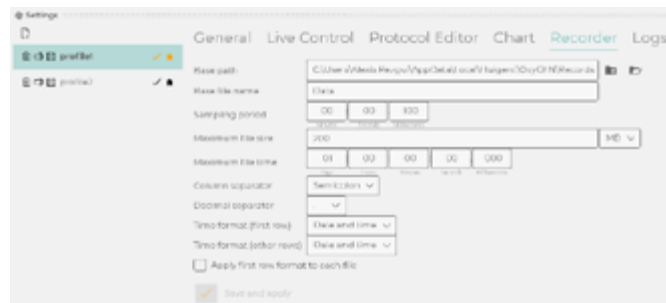 Settings
General Live Control Protocol Editor Chart Recorder Logs
profile1
profile2
Base path
Base file name Data
Sampling period 00 00 100
Maximum file size 200 MB
Maximum file time 01 00 00 00 000
Column separator Semicolon
Decimal separator .
Time format (first row) Date and time
Time format (other rows) Date and time
Apply first row format to each file
Save and apply